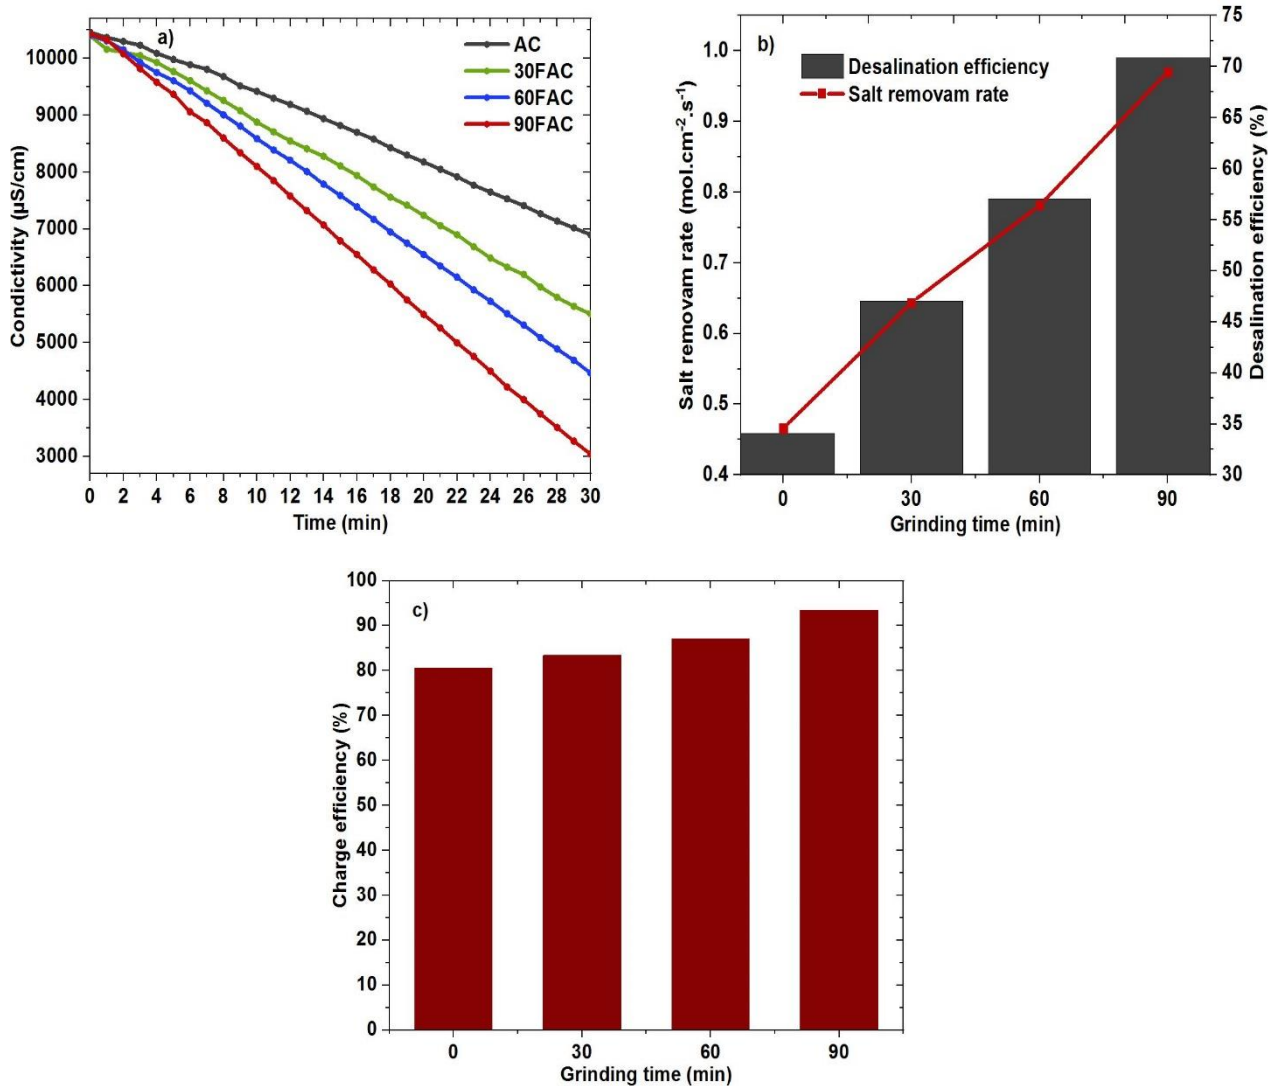 a)
AC
30FAC
60FAC
90FAC
10000
9000
8000
7000
6000
5000
4000
3000
Condictivity (µS/cm)
0 2 4 6 8 10 12 14 16 18 20 22 24 26 28 30
Time (min)
b)
Desalination efficiency
Salt removam rate
1.0
0.9
0.8
0.7
0.6
0.5
0.4
Salt removam rate (mol.cm⁻².s⁻¹)
75
70
65
60
55
50
45
40
35
30
Desalination efficiency (%)
0 30 60 90
Grinding time (min)
c)
100
90
80
70
60
50
40
30
20
10
0
Charge efficiency (%)
0 30 60 90
Grinding time (min)